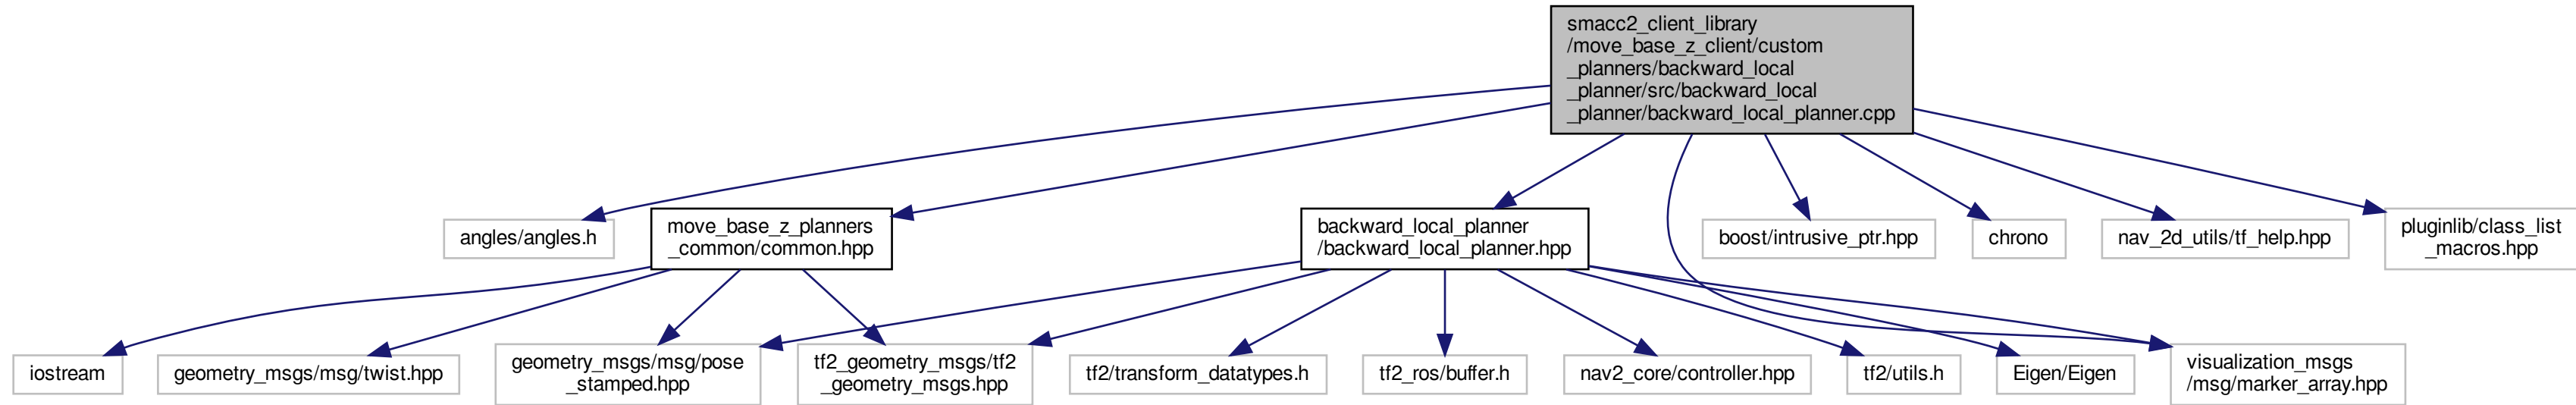 smacc2_client_library
/move_base_z_client/custom
_planners/backward_local
_planner/src/backward_local
_planner/backward_local_planner.cpp
angles/angles.h
move_base_z_planners
_common/common.hpp
backward_local_planner
/backward_local_planner.hpp
boost/intrusive_ptr.hpp
chrono
nav_2d_utils/tf_help.hpp
pluginlib/class_list
_macros.hpp
iostream
geometry_msgs/msg/twist.hpp
geometry_msgs/msg/pose
_stamped.hpp
tf2_geometry_msgs/tf2
_geometry_msgs.hpp
tf2/transform_datatypes.h
tf2_ros/buffer.h
nav2_core/controller.hpp
tf2/utils.h
Eigen/Eigen
visualization_msgs
/msg/marker_array.hpp